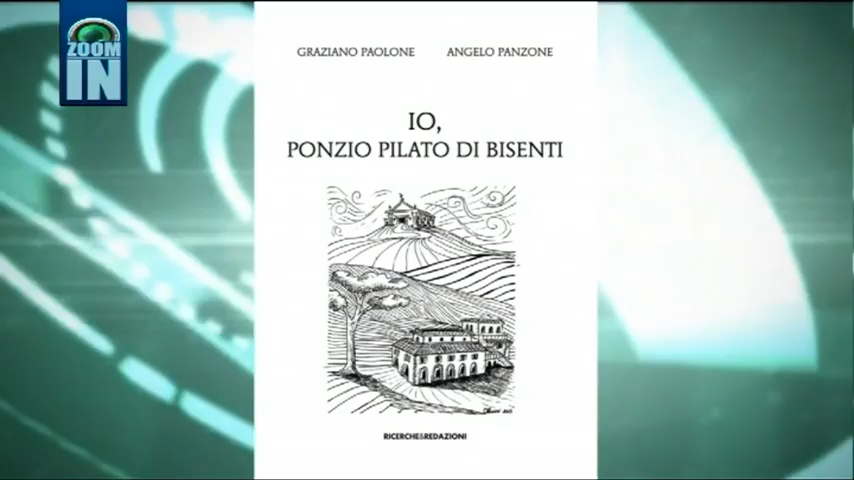 ZOOM
IN
GRAZIANO PAOLONE ANGELO PANZONE
IO,
PONZIO PILATO DI BISENTI
RICERCHE&REDAZIONI